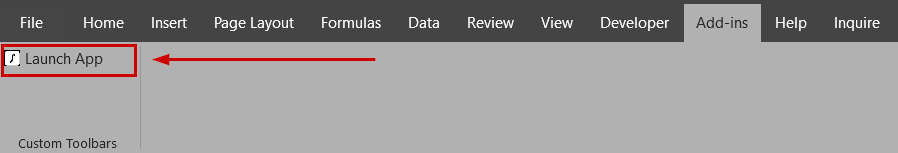 File Home Insert Page Layout Formulas Data Review View Developer Add-ins Help Inquire
Launch App
Custom Toolbars